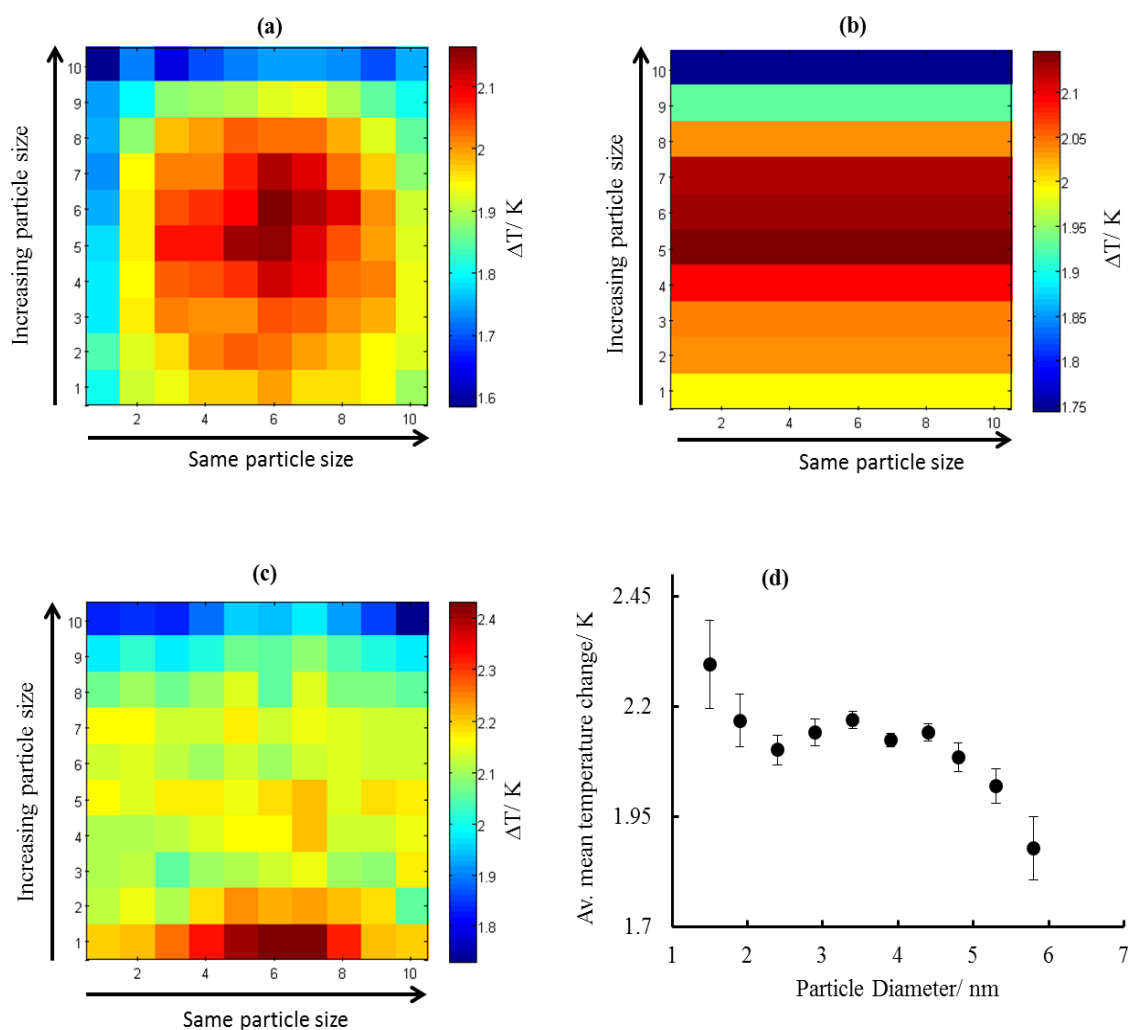 (a)
Increasing particle size
10
9
8
7
6
5
4
3
2
1
2 4 6 8 10
Same particle size
2.1
2
1.9
1.8
1.7
1.6
ΔT/ K
(b)
Increasing particle size
10
9
8
7
6
5
4
3
2
1
2 4 6 8 10
Same particle size
2.1
2.05
2
1.95
1.9
1.85
1.8
1.75
ΔT/ K
(c)
Increasing particle size
10
9
8
7
6
5
4
3
2
1
2 4 6 8 10
Same particle size
2.4
2.3
2.2
2.1
2
1.9
1.8
ΔT/ K
(d)
Av. mean temperature change/ K
2.45
2.2
1.95
1.7
1 2 3 4 5 6 7
Particle Diameter/ nm